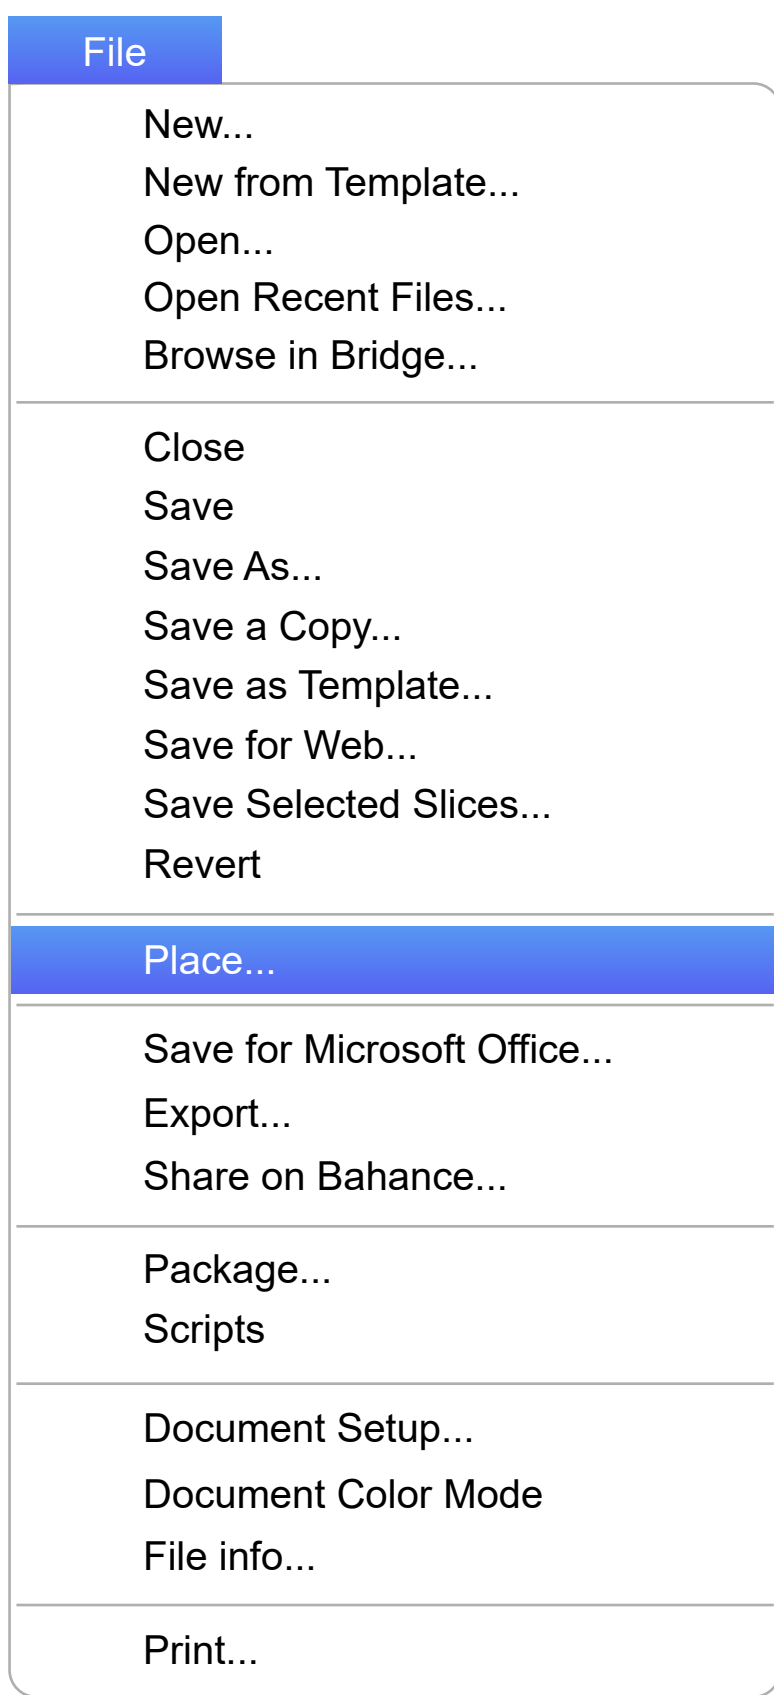 File
New...
New from Template...
Open...
Open Recent Files...
Browse in Bridge...
Close
Save
Save As...
Save a Copy...
Save as Template...
Save for Web...
Save Selected Slices...
Revert
Place...
Save for Microsoft Office...
Export...
Share on Bahance...
Package...
Scripts
Document Setup...
Document Color Mode
File info...
Print...